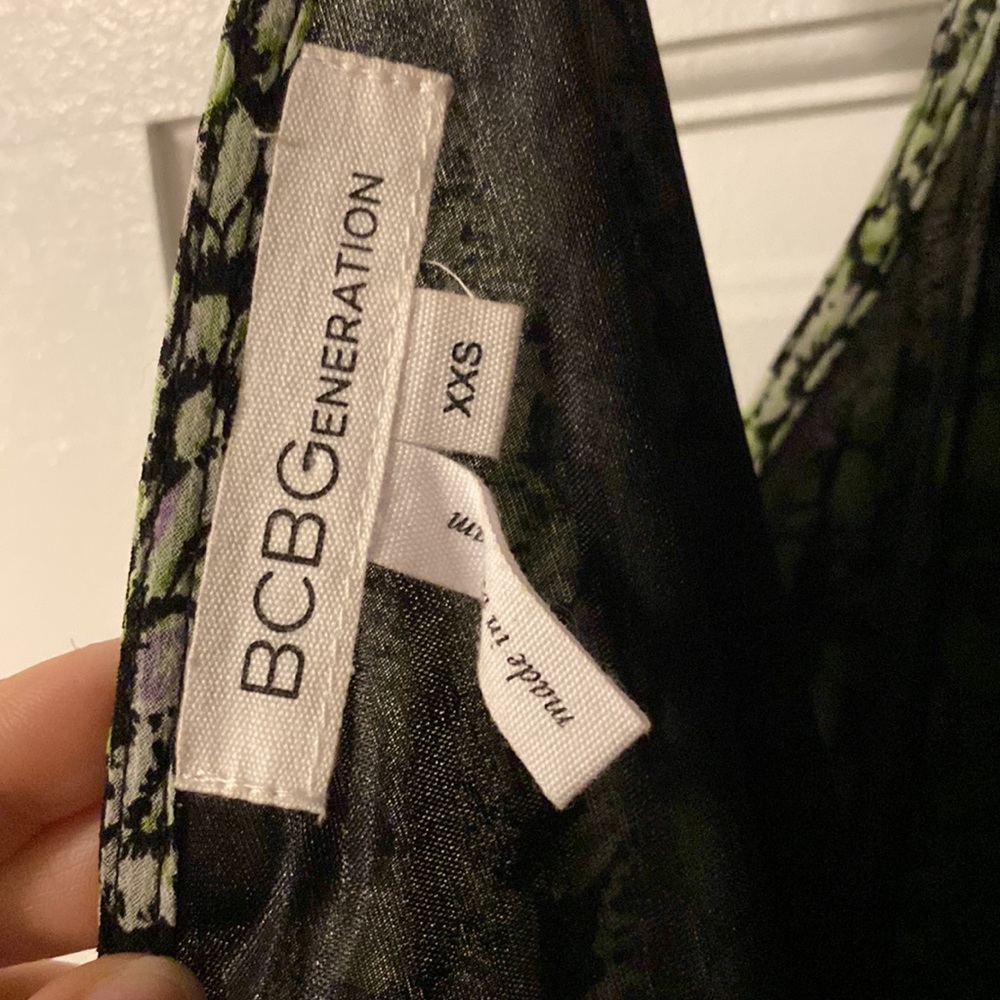 BCBGENERATION
XXS
made in